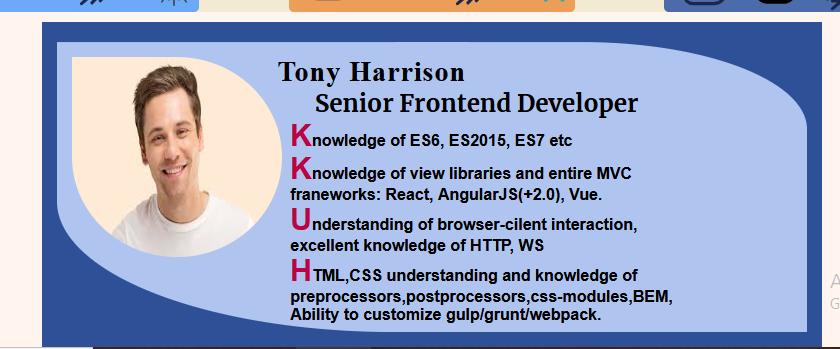 Tony Harrison
Senior Frontend Developer
Knowledge of ES6, ES2015, ES7 etc
Knowledge of view libraries and entire MVC
franeworks: React, AngularJS(+2.0), Vue.
Understanding of browser-cilent interaction,
excellent knowledge of HTTP, WS
HTML,CSS understanding and knowledge of
preprocessors,postprocessors,css-modules,BEM,
Ability to customize gulp/grunt/webpack.
A
G